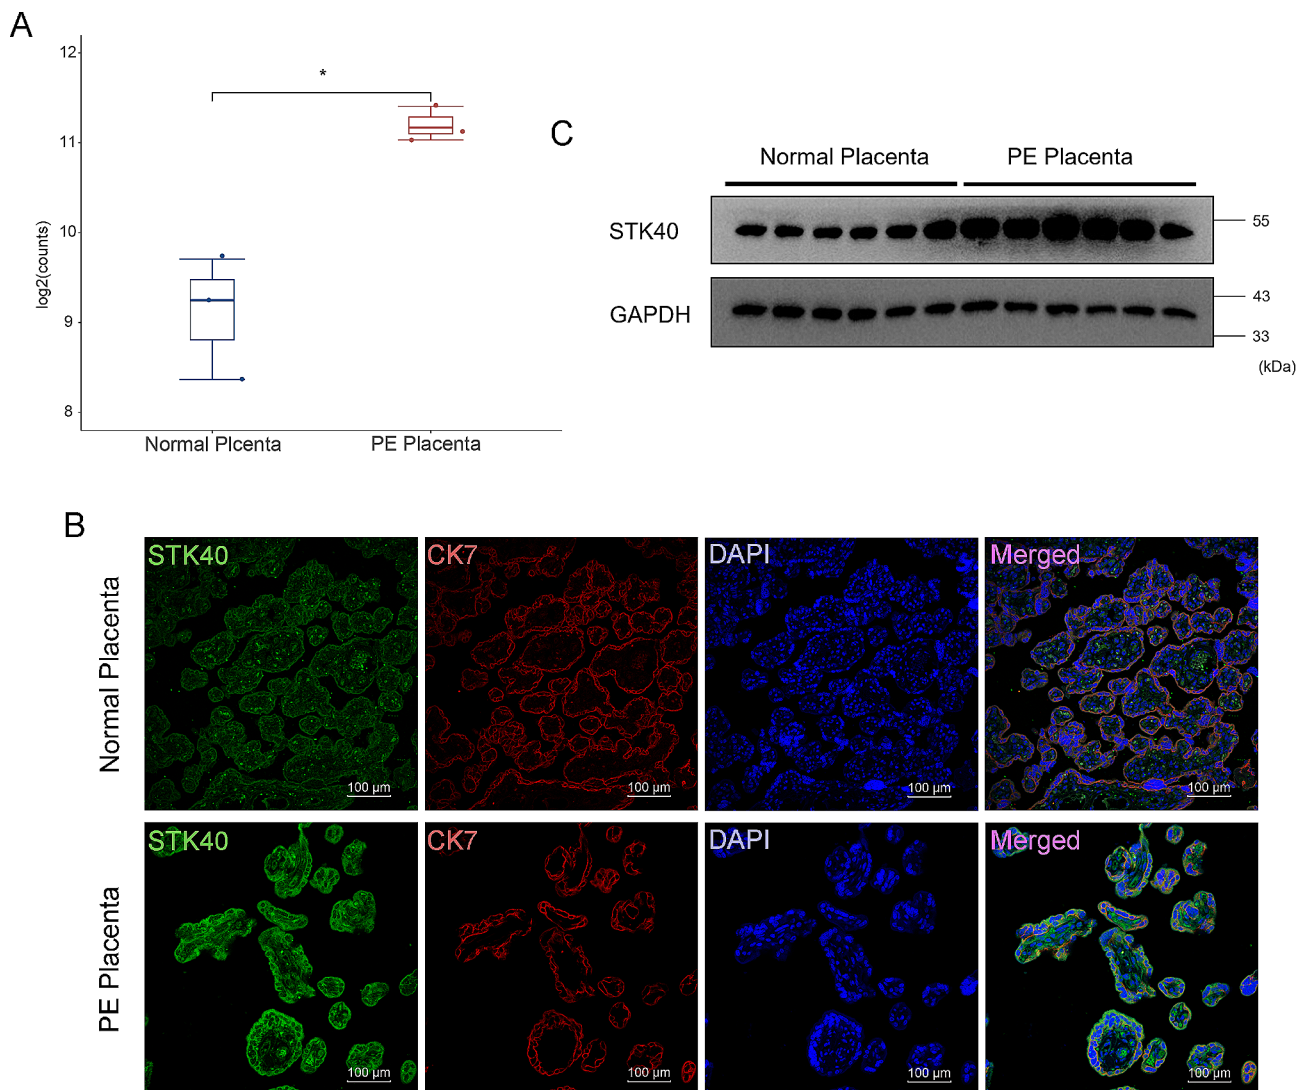 A
12
11
10
9
8
log2(counts)
*
Normal Plcenta
PE Placenta
C
Normal Placenta
PE Placenta
STK40
55
GAPDH
43
33
(kDa)
B
Normal Placenta
STK40
CK7
DAPI
Merged
100 µm
100 µm
100 µm
100 µm
PE Placenta
STK40
CK7
DAPI
Merged
100 µm
100 µm
100 µm
100 µm